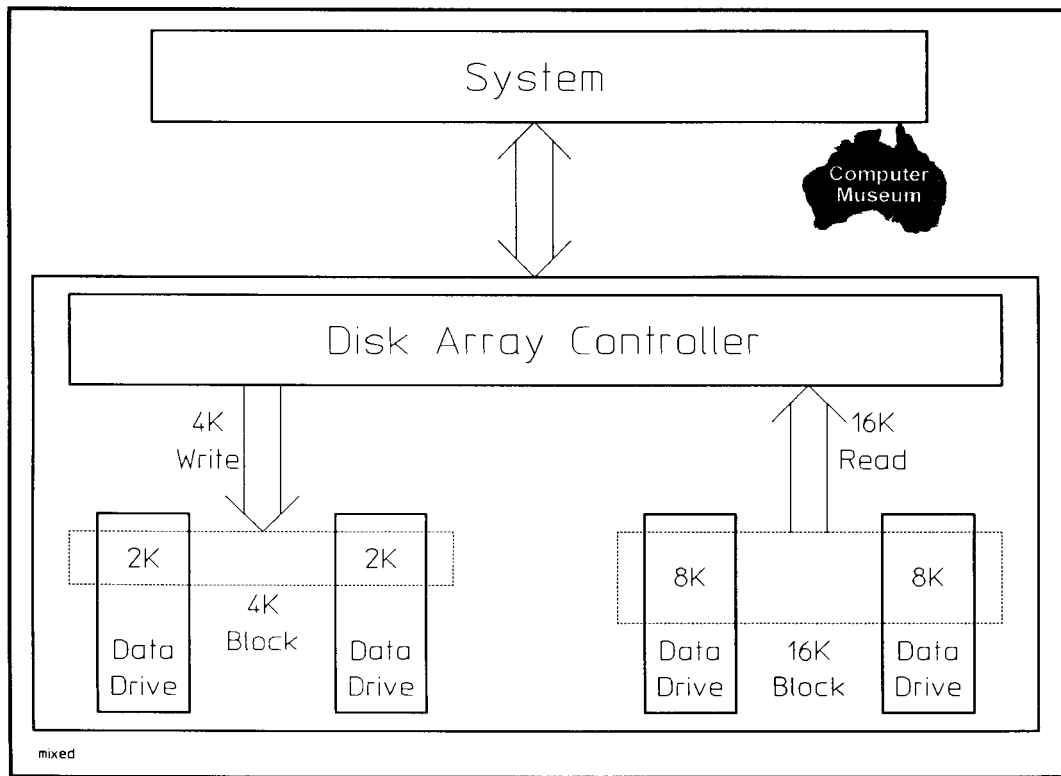 System
Computer
Museum
Disk Array Controller
4K
Write
16K
Read
2K
2K
4K
Block
Data
Drive
Data
Drive
8K
8K
16K
Block
Data
Drive
Data
Drive
mixed